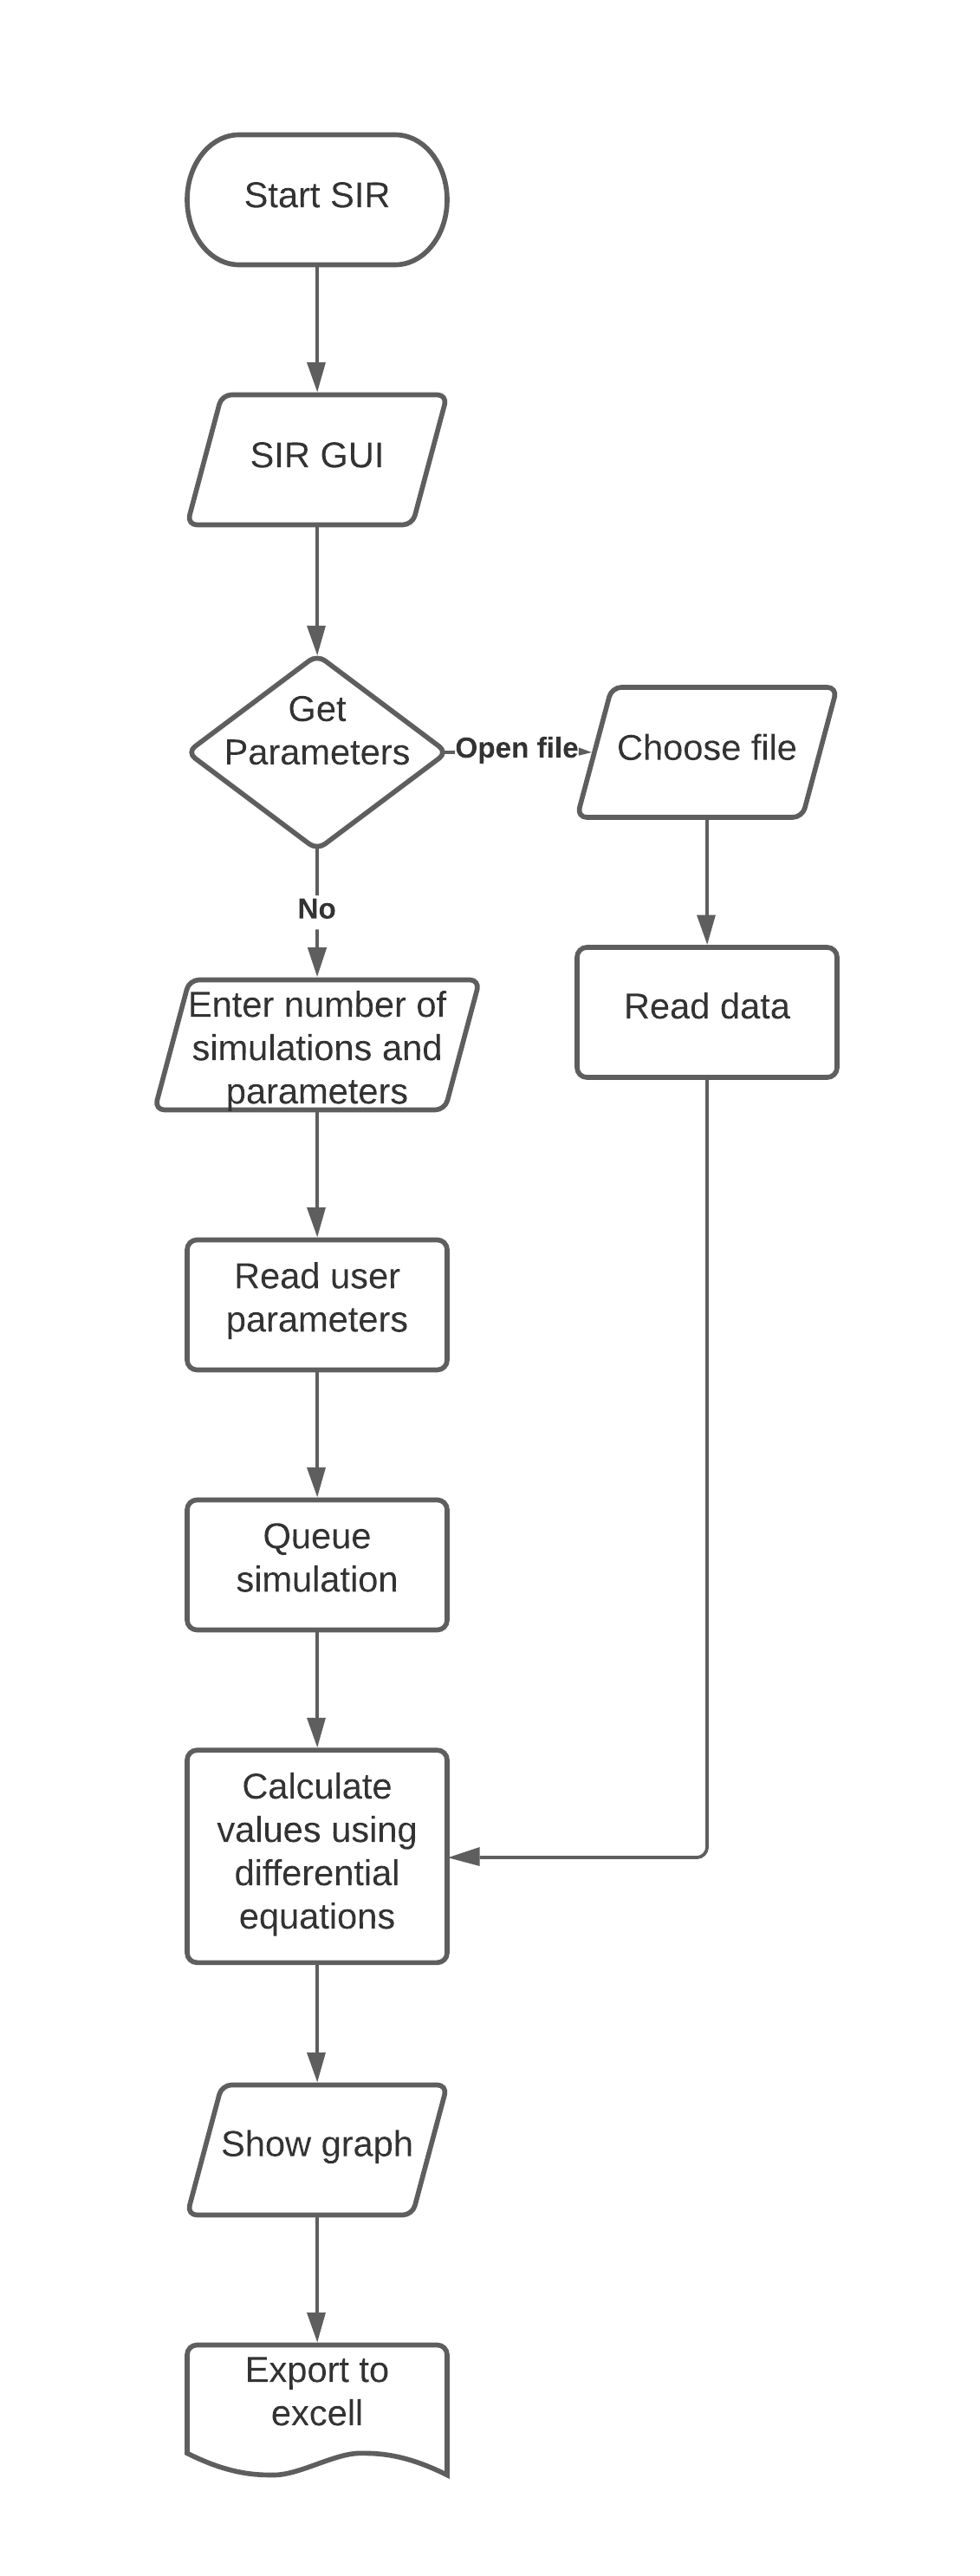 Start SIR
SIR GUI
Get
Parameters
Open file
Choose file
No
Read data
Enter number of
simulations and
parameters
Read user
parameters
Queue
simulation
Calculate
values using
differential
equations
Show graph
Export to
excell